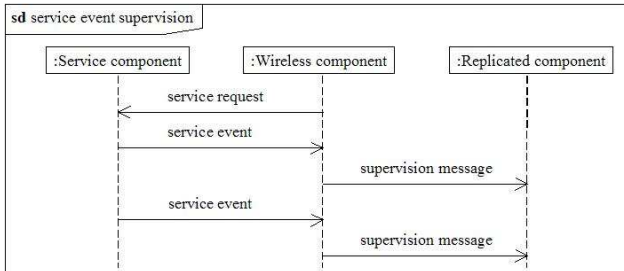 sd service event supervision
:Service component :Wireless component :Replicated component
service request
service event
supervision message
service event
supervision message